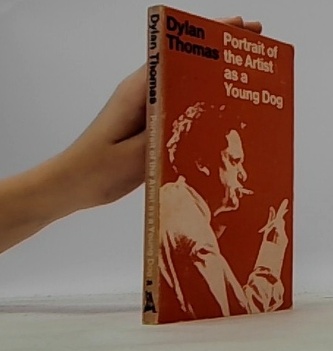 Dylan
Thomas
Portrait of
the Artist
as a
Young Dog
Dylan Thomas Portrait of the Artist as a Young Dog